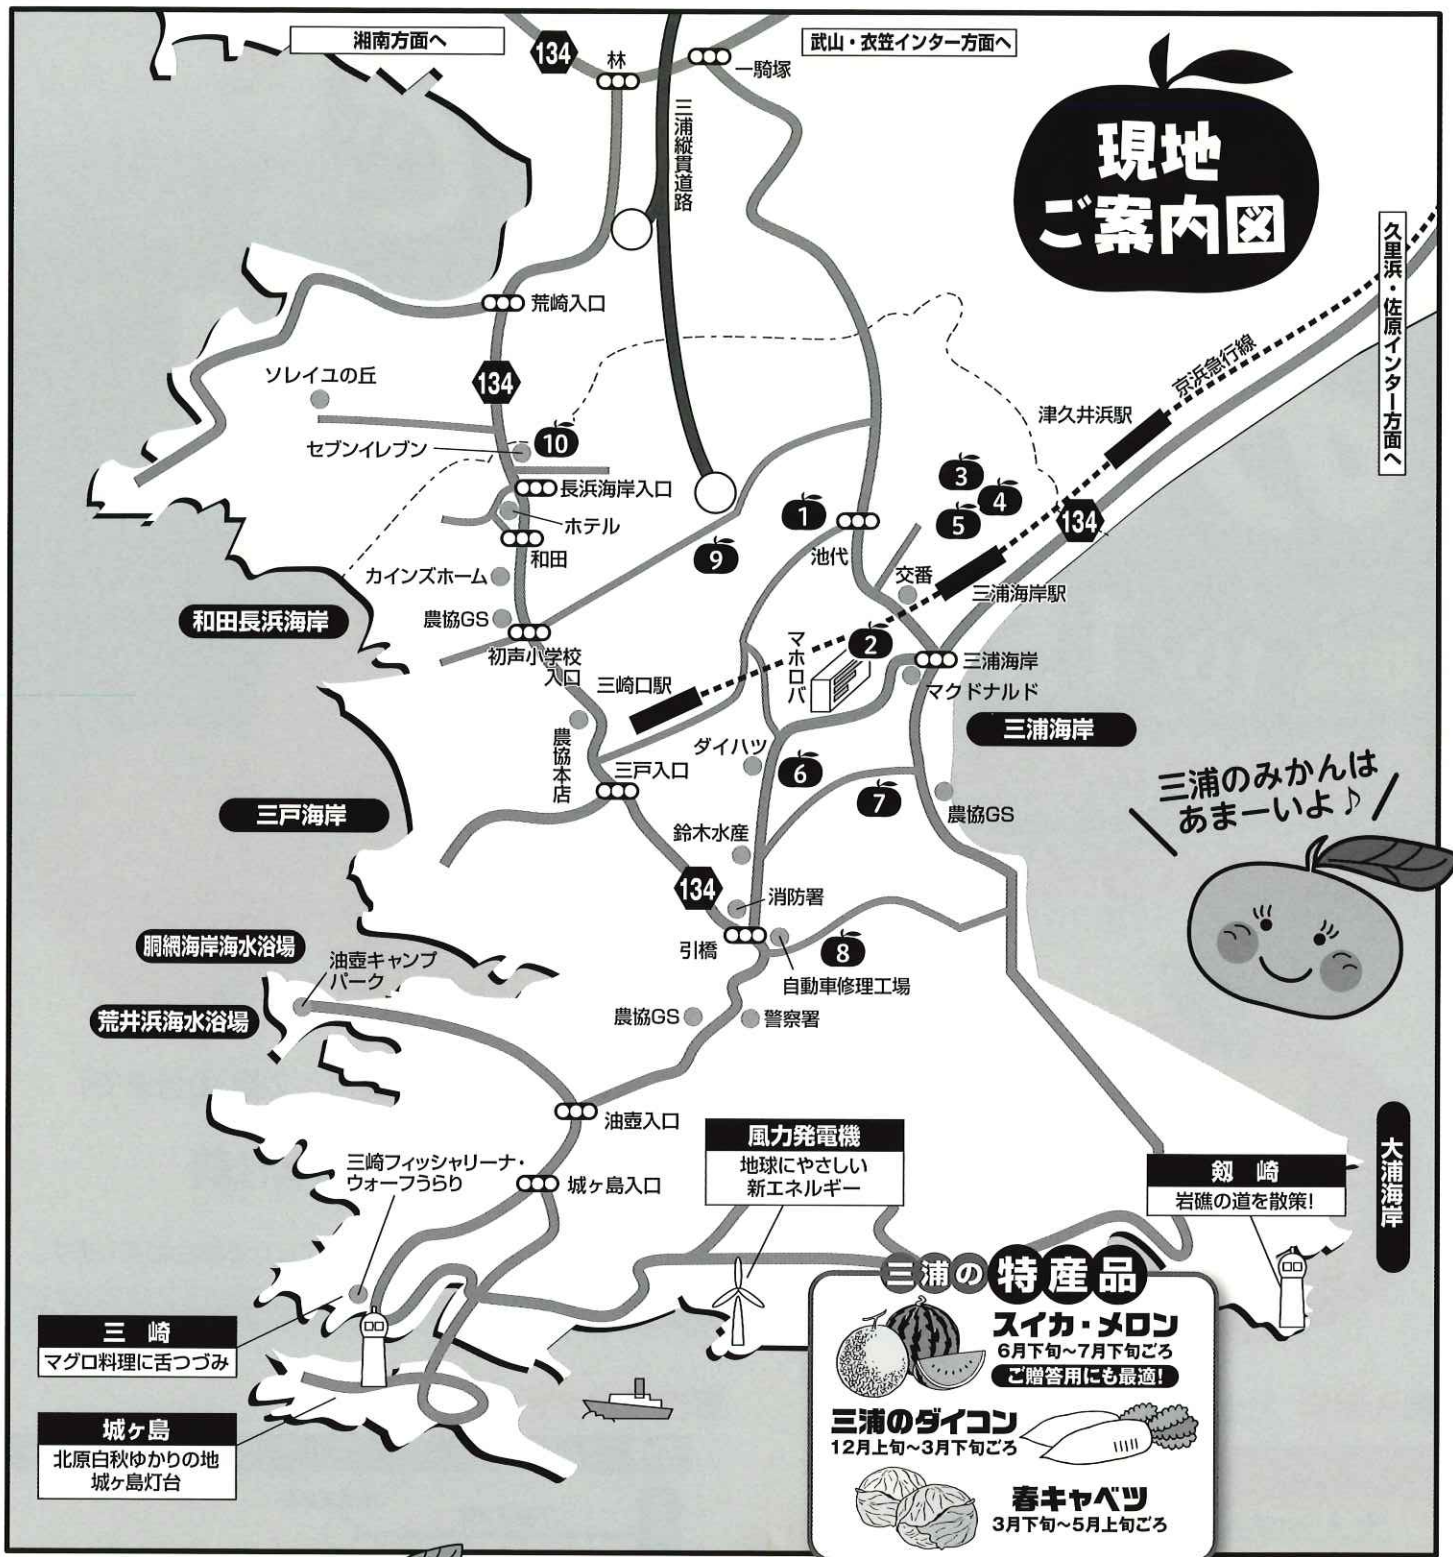 湘南方面へ
134
林
武山・衣笠インター方面へ
一騎塚
三浦縦貫道路
現地
ご案内図
久里浜・佐原インター方面へ
荒崎入口
134
京浜急行線
ソレイユの丘
津久井浜駅
セブンイレブン
10
3
4
5
長浜海岸入口
1
134
ホテル
9
池代
和田
交番
三浦海岸駅
カインズホーム
和田長浜海岸
農協GS
マホロバ
2
初声小学校
入口
三浦海岸
三崎口駅
マクドナルド
三浦海岸
農協本店
ダイハツ
三戸入口
6
三浦のみかんは
あまーいよ♪
7
三戸海岸
農協GS
鈴木水産
134
消防署
胴網海岸海水浴場
引橋
8
油壺キャンプ
パーク
自動車修理工場
荒井浜海水浴場
農協GS
警察署
油壺入口
風力発電機
地球にやさしい
新エネルギー
三崎フィッシャリーナ・
ウォーフうらり
城ヶ島入口
剱崎
岩礁の道を散策!
大浦海岸
三浦の特産品
スイカ・メロン
6月下旬～7月下旬ごろ
ご贈答用にも最適!
三崎
マグロ料理に舌つづみ
三浦のダイコン
12月上旬～3月下旬ごろ
城ヶ島
北原白秋ゆかりの地
城ヶ島灯台
春キャベツ
3月下旬～5月上旬ごろ